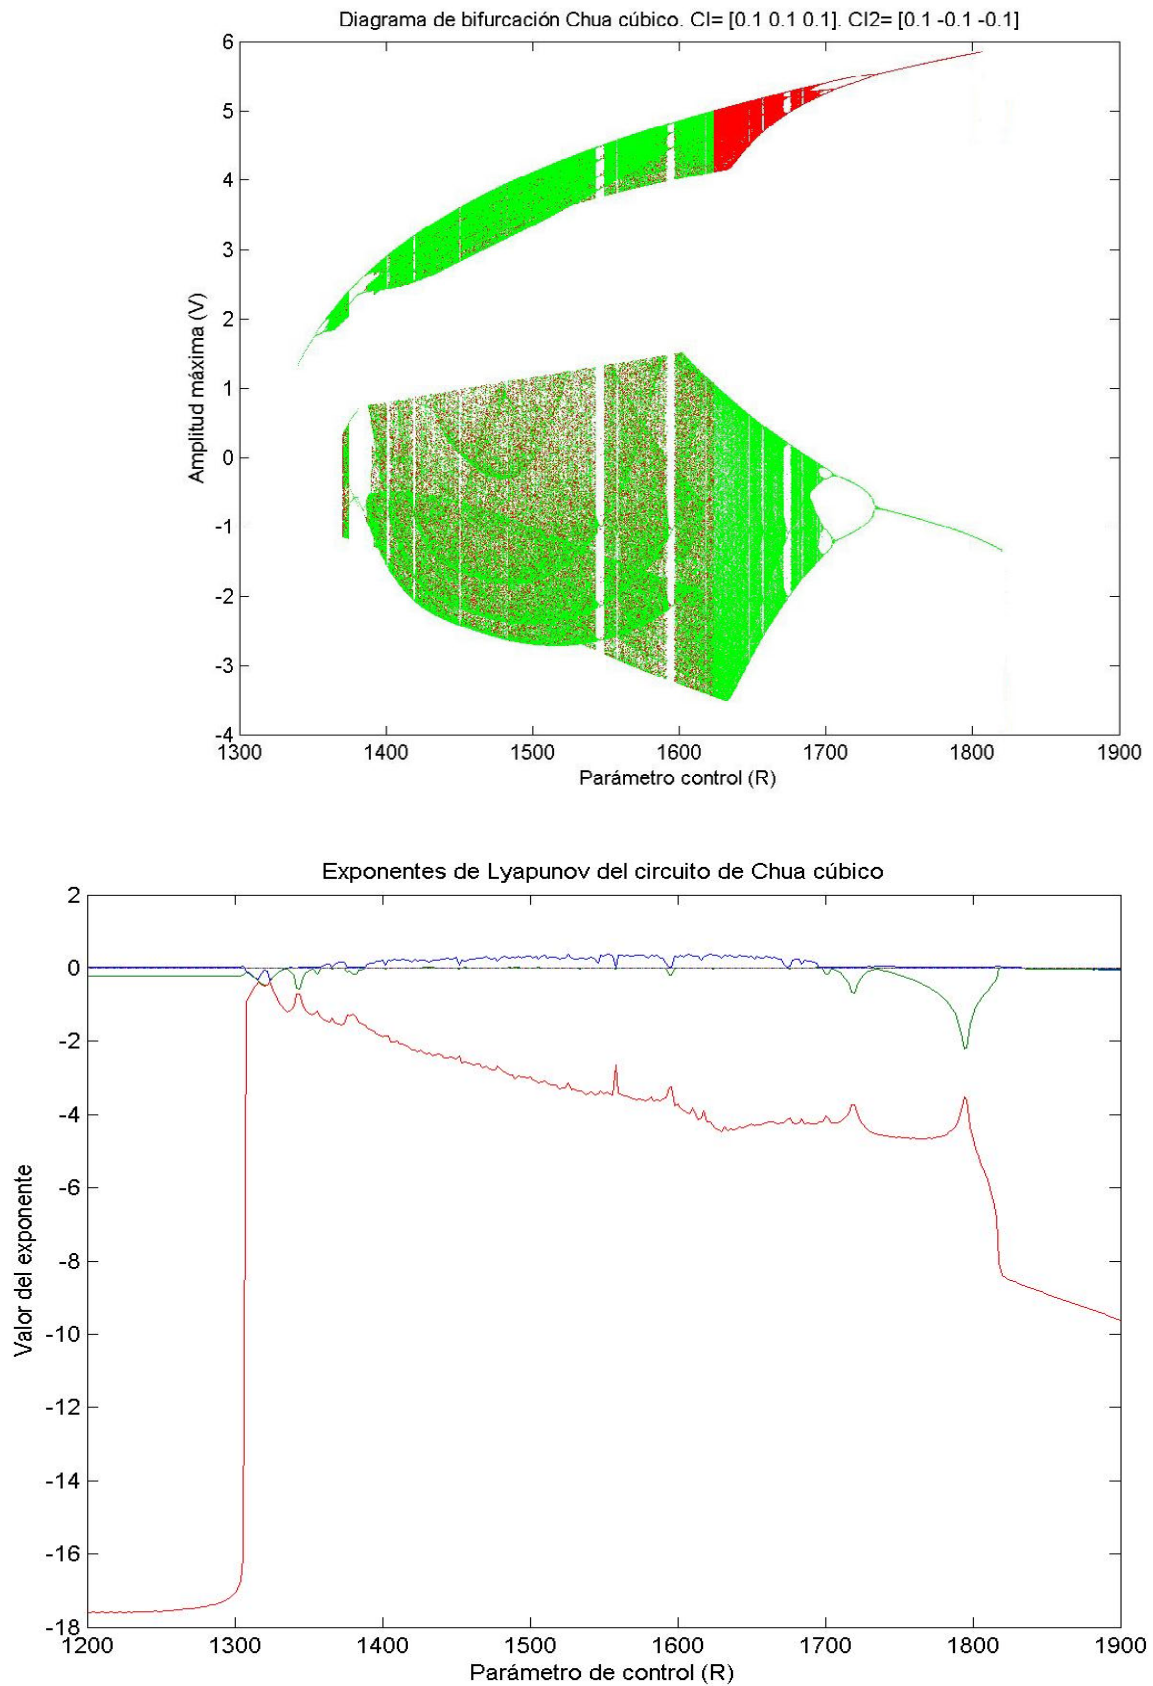 Diagrama de bifurcación Chua cúbico. CI= [0.1 0.1 0.1]. CI2= [0.1 -0.1 -0.1]
6
5
4
3
2
1
0
-1
-2
-3
-4
Amplitud máxima (V)
1300 1400 1500 1600 1700 1800 1900
Parámetro control (R)
Exponentes de Lyapunov del circuito de Chua cúbico
2
0
-2
-4
-6
-8
-10
-12
-14
-16
-18
Valor del exponente
1200 1300 1400 1500 1600 1700 1800 1900
Parámetro de control (R)